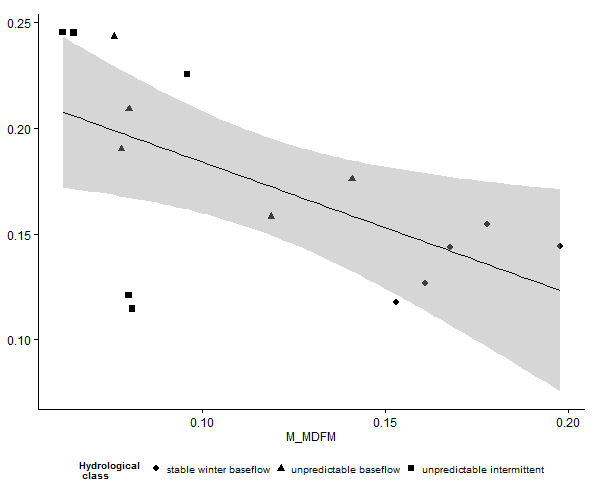 0.25
0.20
0.15
0.10
0.10 0.15 0.20
M_MDFM
Hydrological
class
stable winter baseflow unpredictable baseflow unpredictable intermittent